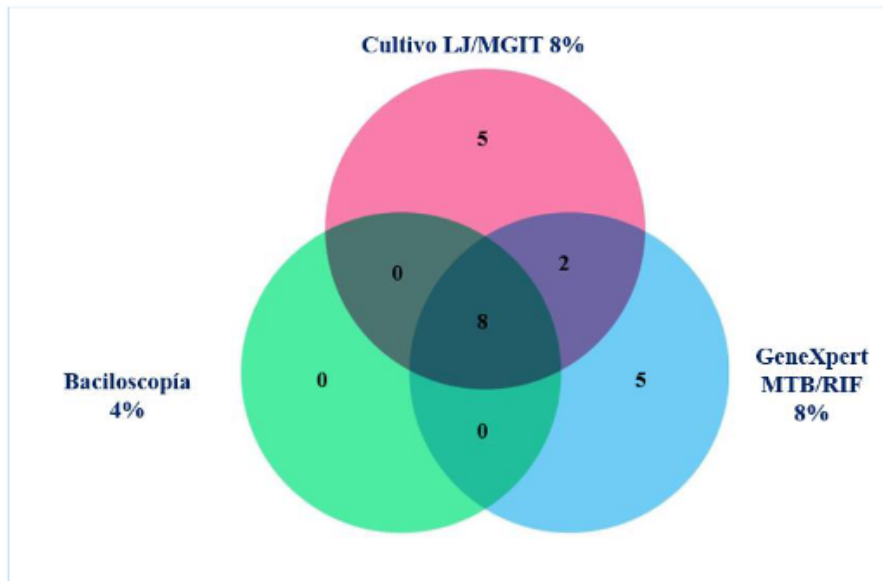 Cultivo LJ/MGIT 8%
5
0
2
8
Baciloscopía
4%
0
0
5
GeneXpert
MTB/RIF
8%